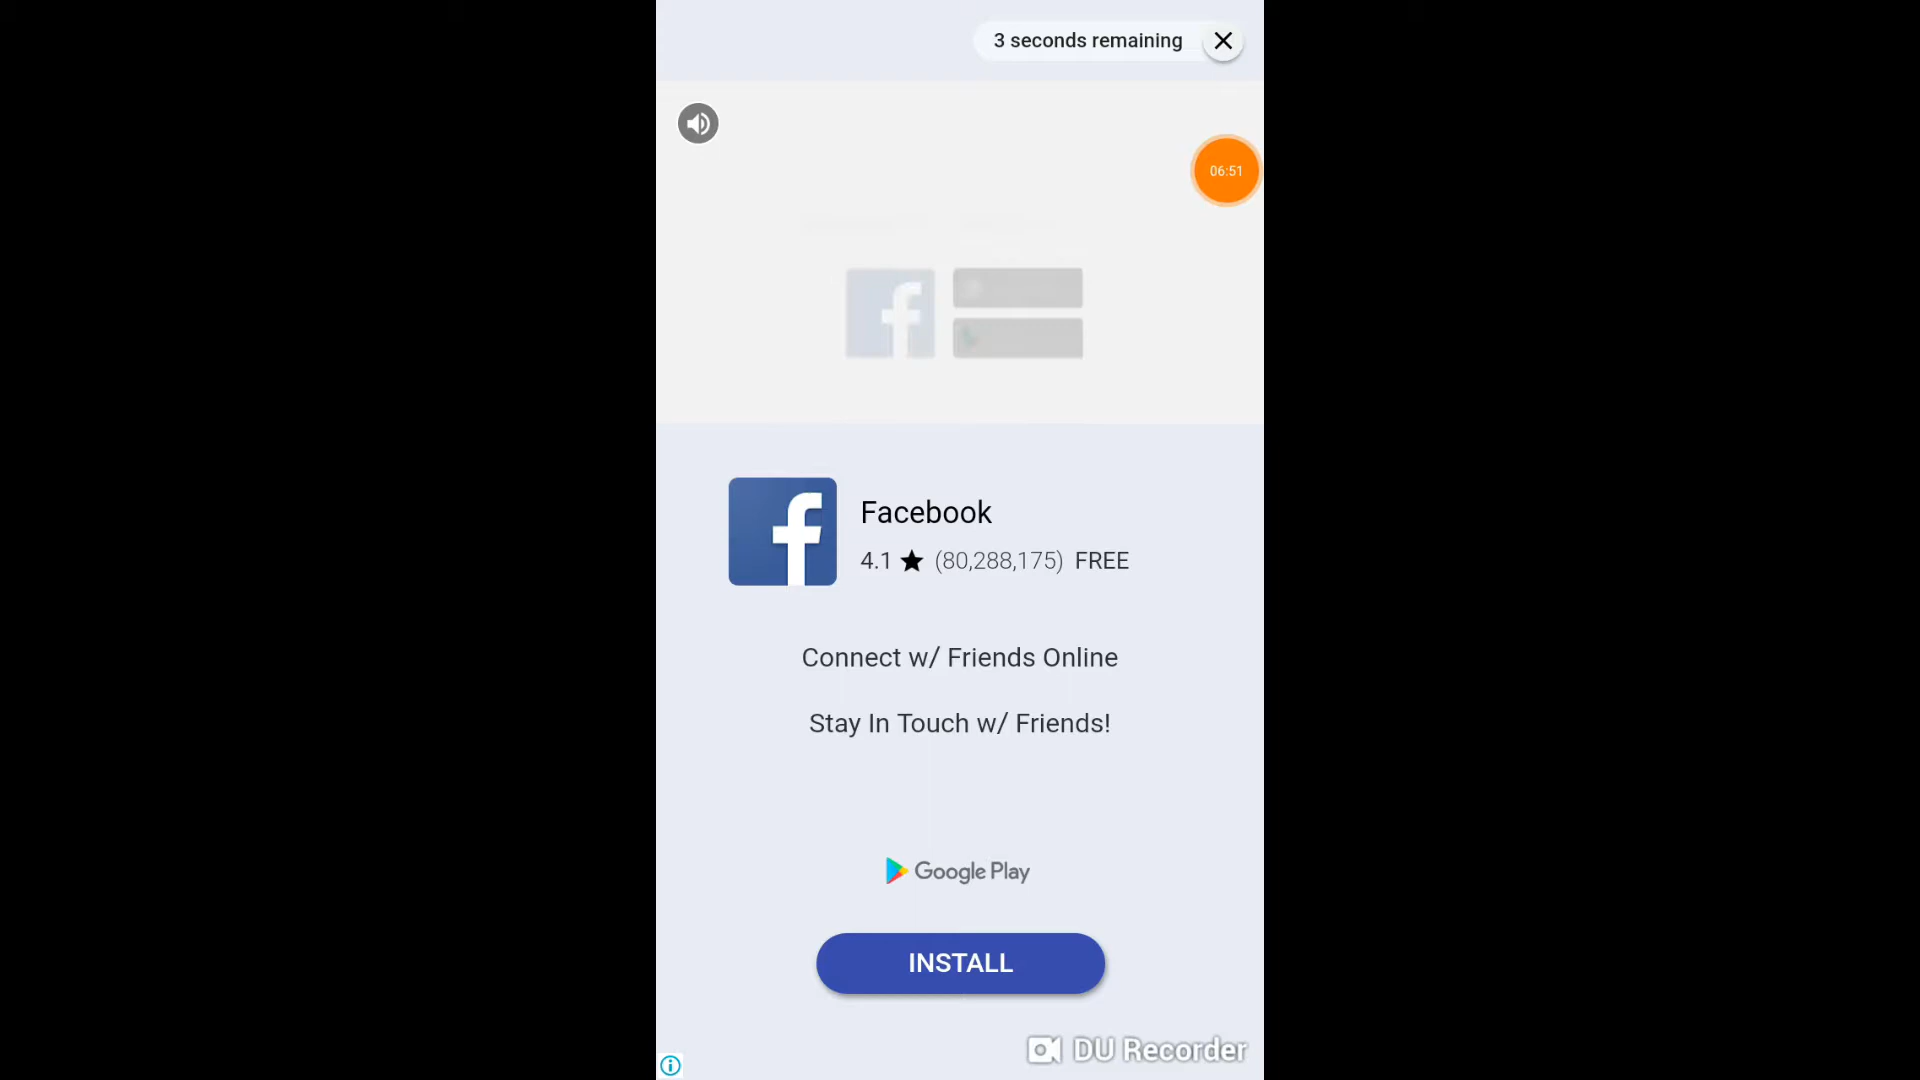 3 seconds remaining
06:51
Facebook
4.1 ★ (80,288,175) FREE
Connect w/ Friends Online
Stay In Touch w/ Friends!
Google Play
INSTALL
DU Recorder